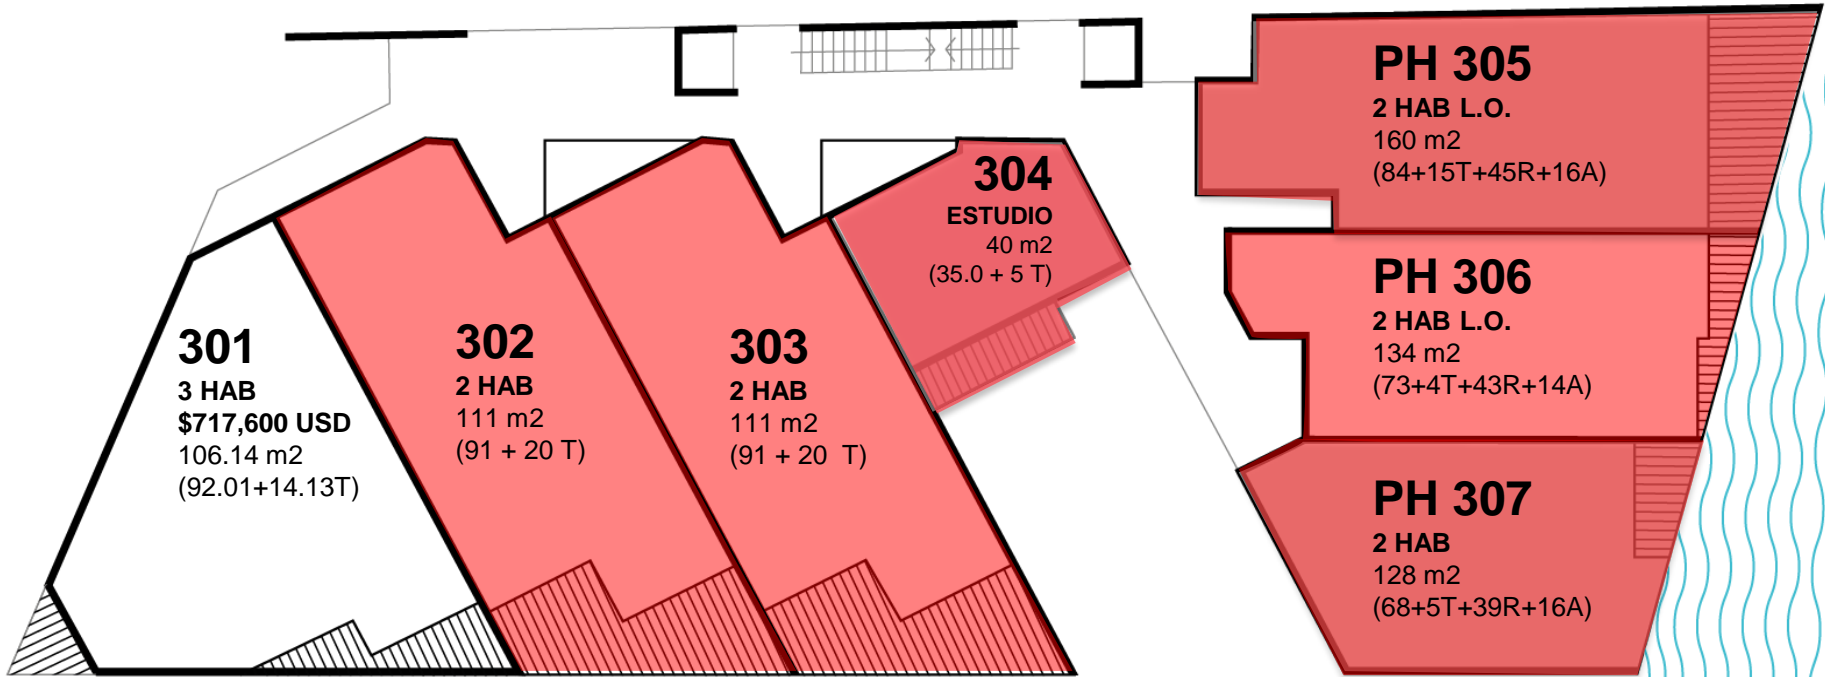 301
3 HAB
$717,600 USD
106.14 m2
(92.01+14.13T)
302
2 HAB
111 m2
(91 + 20 T)
303
2 HAB
111 m2
(91 + 20 T)
304
ESTUDIO
40 m2
(35.0 + 5 T)
PH 305
2 HAB L.O.
160 m2
(84+15T+45R+16A)
PH 306
2 HAB L.O.
134 m2
(73+4T+43R+14A)
PH 307
2 HAB
128 m2
(68+5T+39R+16A)